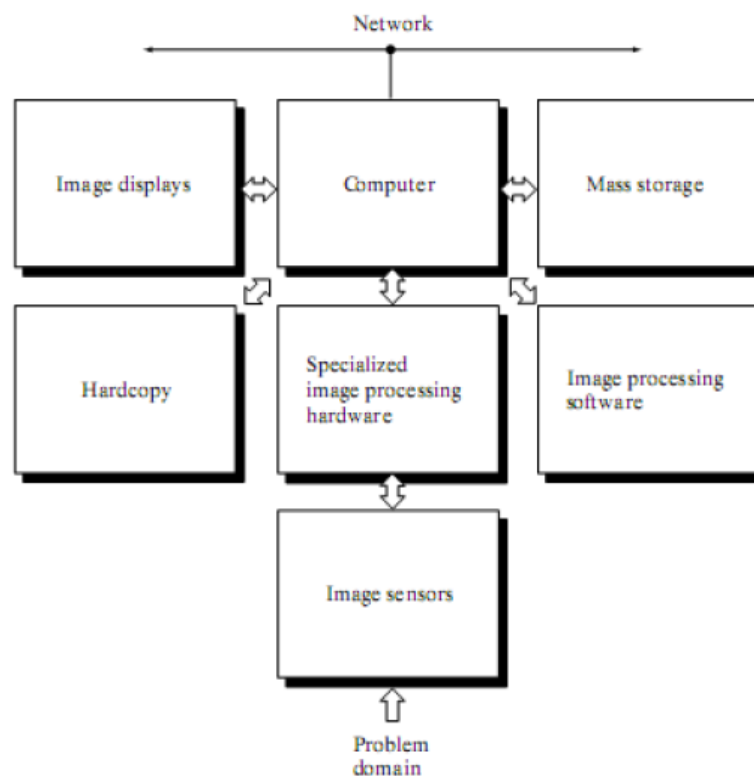 Network
Image displays
Computer
Mass storage
Hardcopy
Specialized
image processing
hardware
Image processing
software
Image sensors
Problem
domain